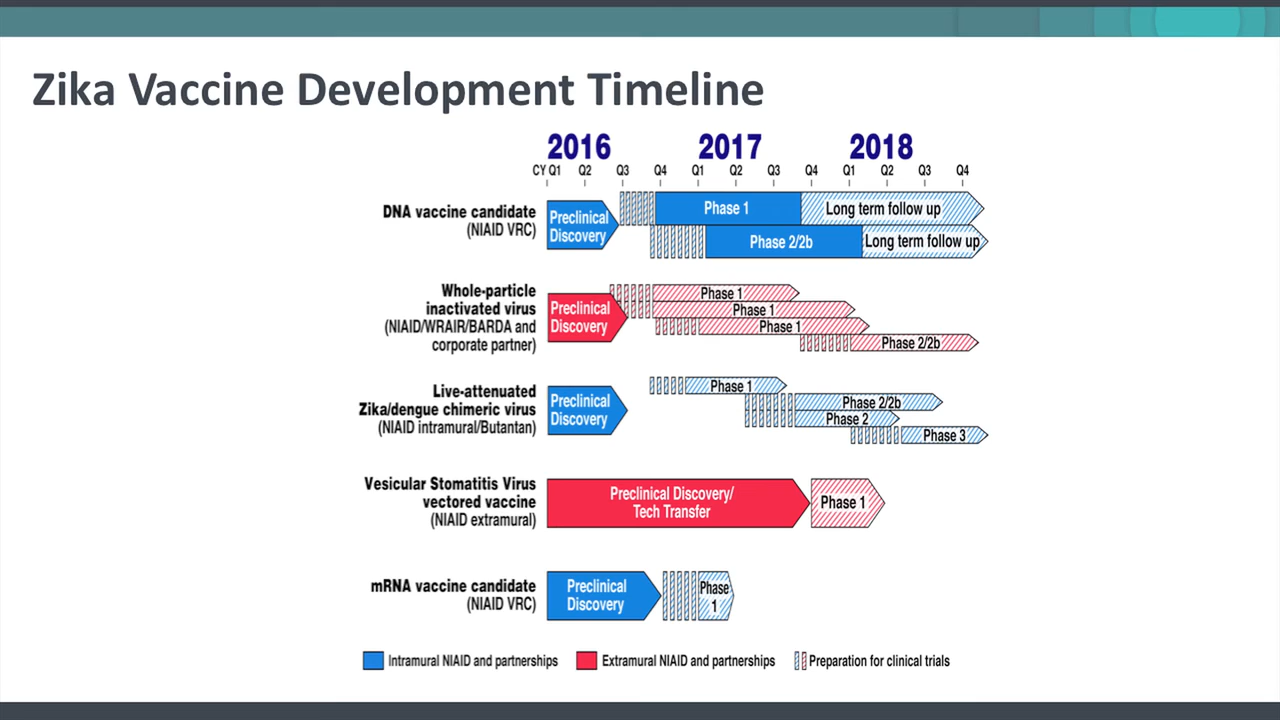 Zika Vaccine Development Timeline
2016 2017 2018
CY Q1 Q2 Q3 Q4 Q1 Q2 Q3 Q4 Q1 Q2 Q3 Q4
DNA vaccine candidate
(NIAID VRC)
Preclinical
Discovery
Phase 1
Long term follow up
Phase 2/2b
Long term follow up
Whole-particle
inactivated virus
(NIAID/WRAIR/BARDA and
corporate partner)
Preclinical
Discovery
Phase 1
Phase 1
Phase 1
Phase 2/2b
Live-attenuated
Zika/dengue chimeric virus
(NIAID intramural/Butantan)
Preclinical
Discovery
Phase 1
Phase 2/2b
Phase 2
Phase 3
Vesicular Stomatitis Virus
vectored vaccine
(NIAID extramural)
Preclinical Discovery/
Tech Transfer
Phase 1
mRNA vaccine candidate
(NIAID VRC)
Preclinical
Discovery
Phase
1
Intramural NIAID and partnerships
Extramural NIAID and partnerships
Preparation for clinical trials